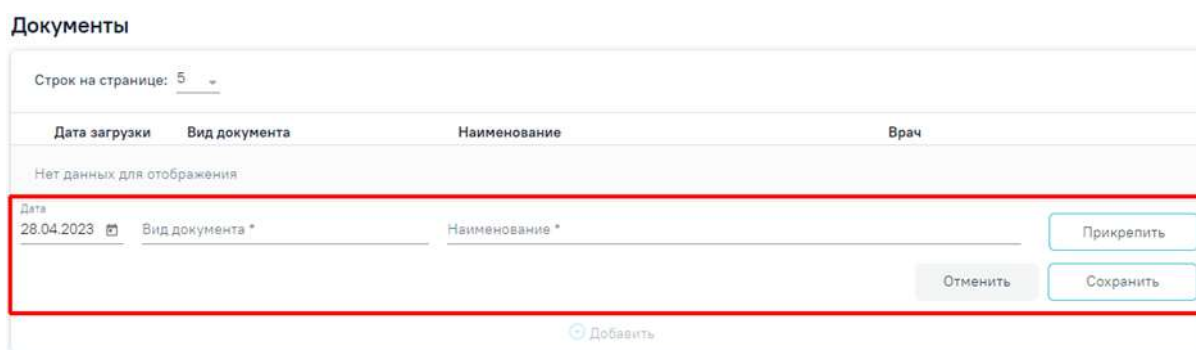 Документы
Строк на странице: 5
Дата загрузки Вид документа Наименование Врач
Нет данных для отображения
Дата
28.04.2023 Вид документа * Наименование * Прикрепить
Отменить Сохранить
Добавить